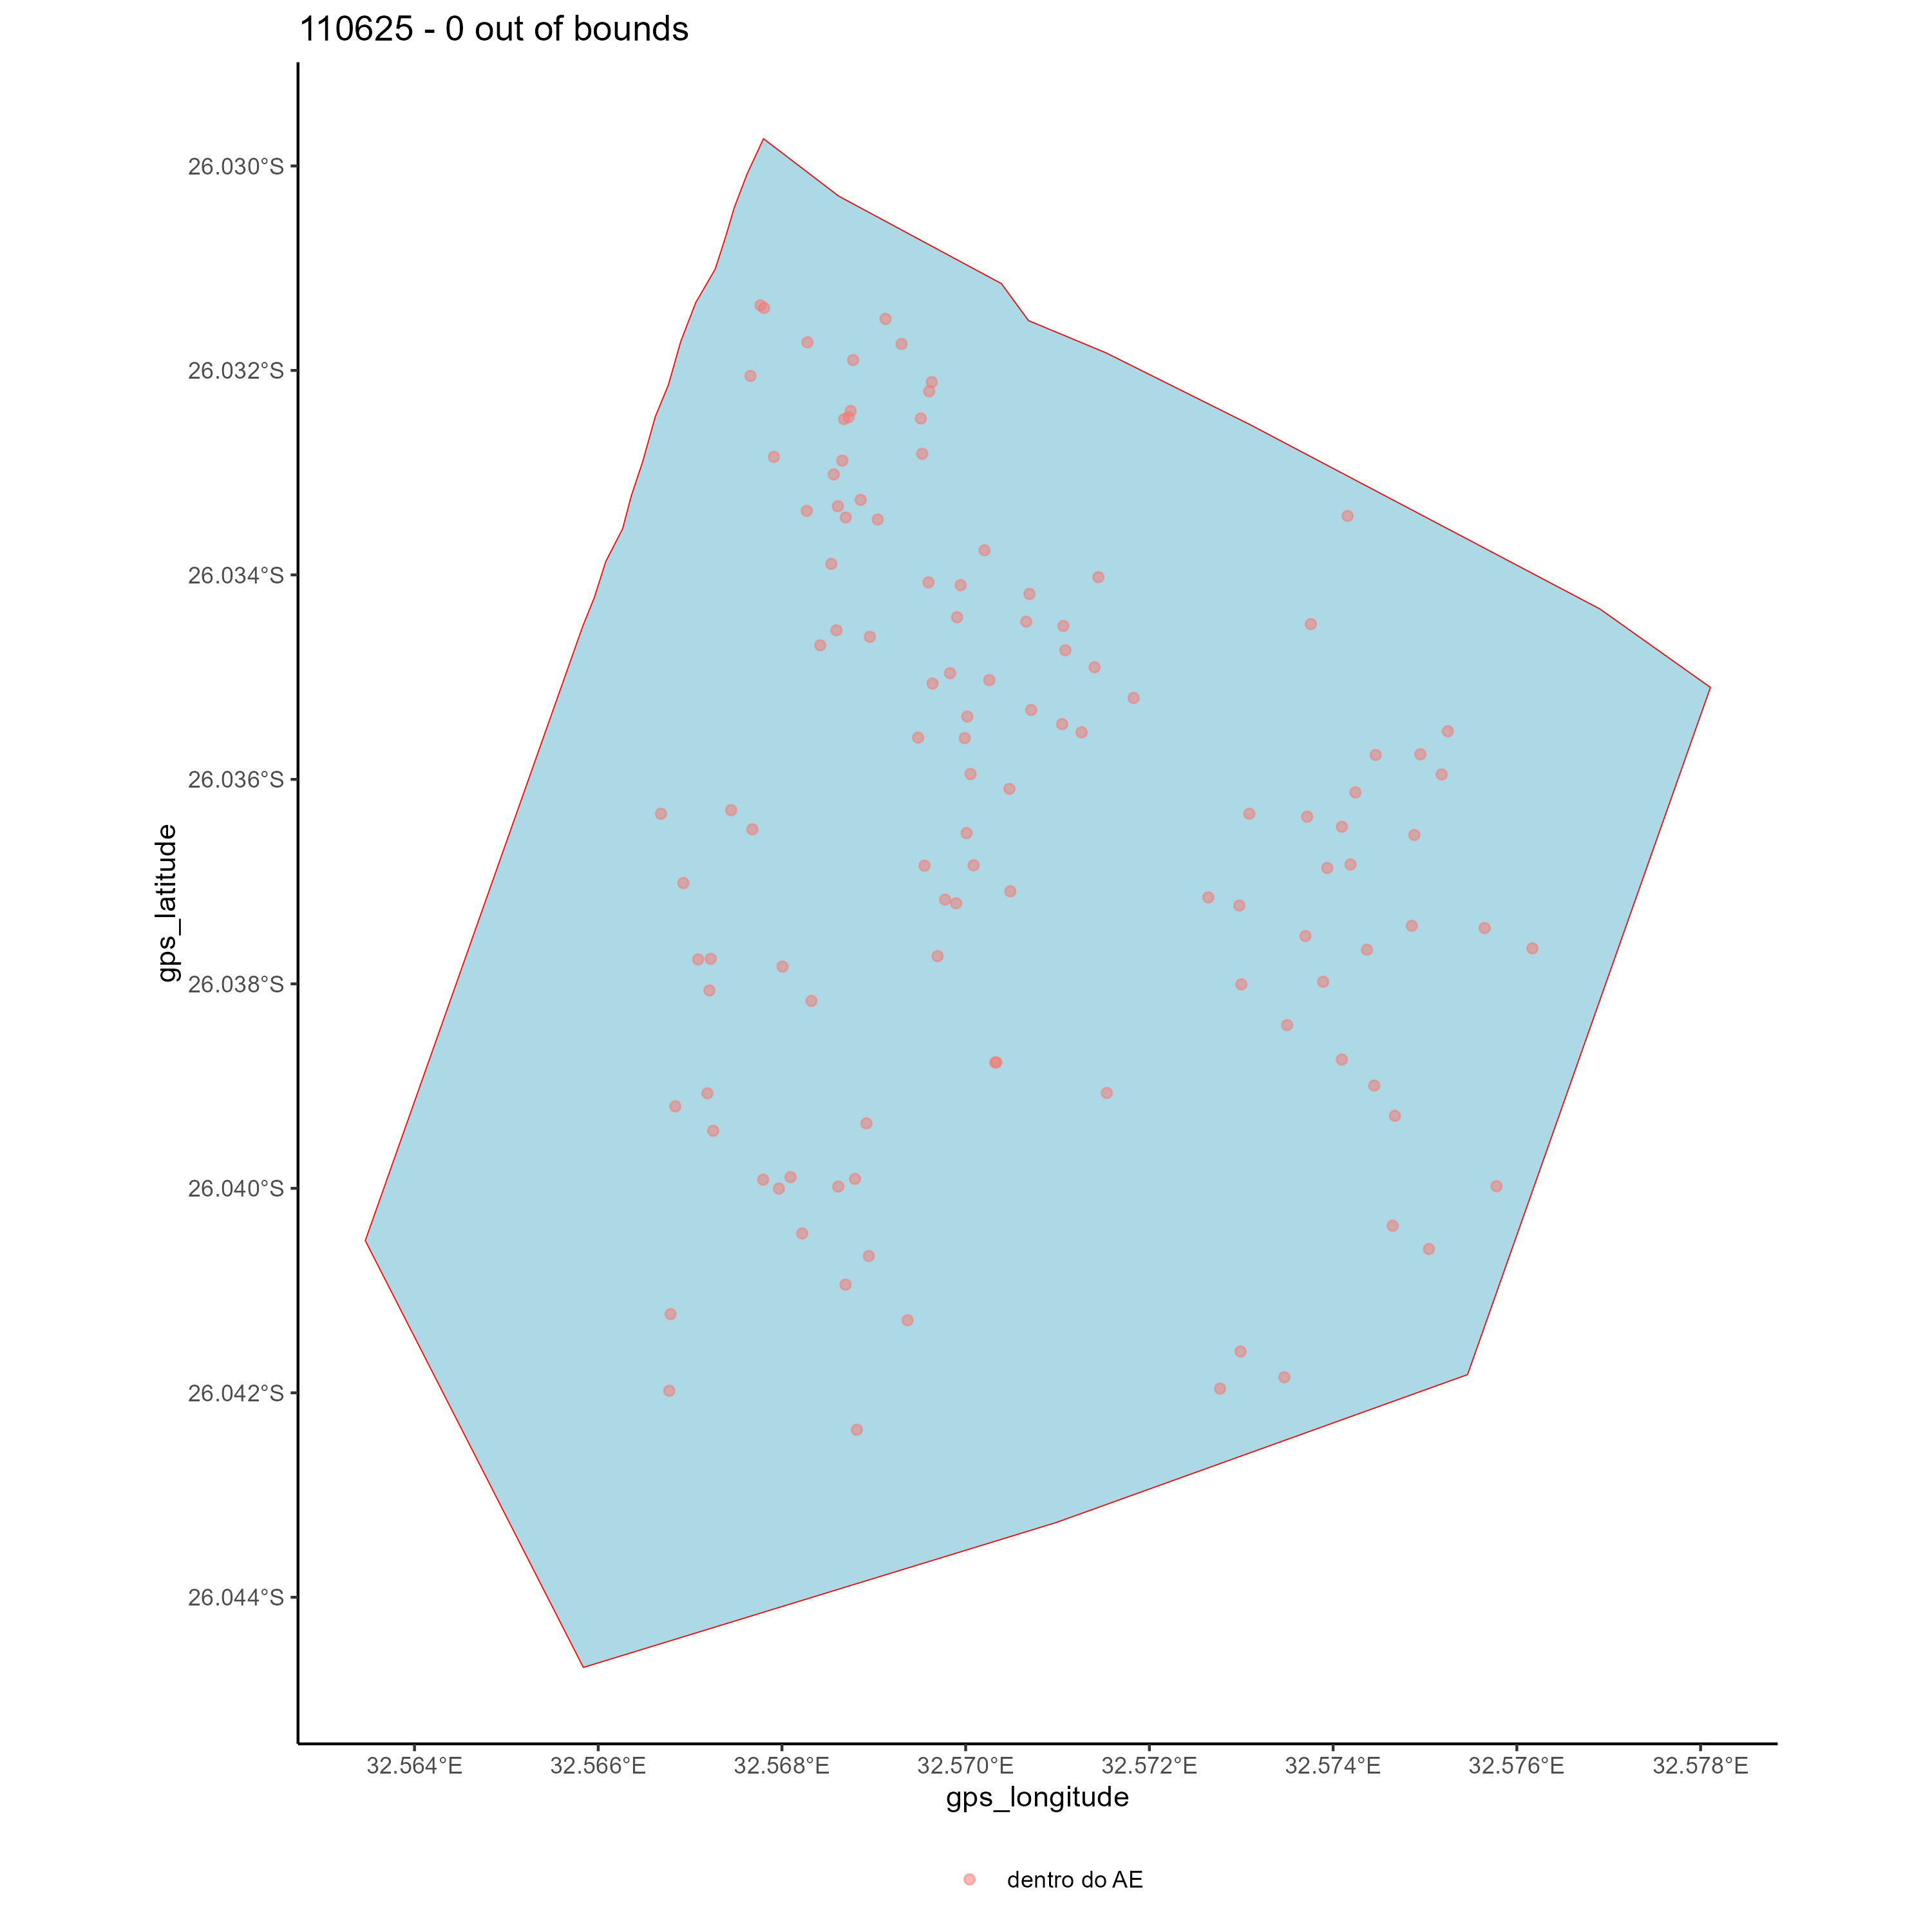 110625 - 0 out of bounds
26.030°S
26.032°S
26.034°S
26.036°S
26.038°S
26.040°S
26.042°S
26.044°S
gps_latitude
32.564°E 32.566°E 32.568°E 32.570°E 32.572°E 32.574°E 32.576°E 32.578°E
gps_longitude
dentro do AE